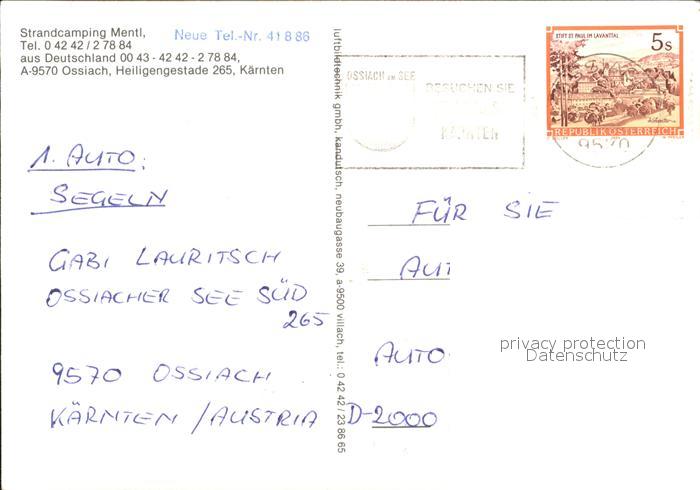 Strandcamping Mentl,
Tel. 0 42 42 / 2 78 84
aus Deutschland 00 43 - 42 42 - 2 78 84,
A-9570 Ossiach, Heiligengestade 265, Kärnten
Neue Tel.-Nr. 41 8 86
1. AUTO:
SEGELN
GABI LAURITSCH
OSSIACHER SEE SÜD
265
9570 OSSIACH
KÄRNTEN / AUSTRIA
luftbildtechnik gmbh, kandutsch, neubaugasse 39, a-9500 villach, tel.: 0 42 42 / 23 86 65
OSSIACH AM SEE
BESUCHEN SIE
KÄRNTEN
STIFT ST. PAUL IM LAVANTTAL
5s
REPUBLIK ÖSTERREICH
9570
FÜR SIE
AUTO
D-2000
privacy protection
Datenschutz